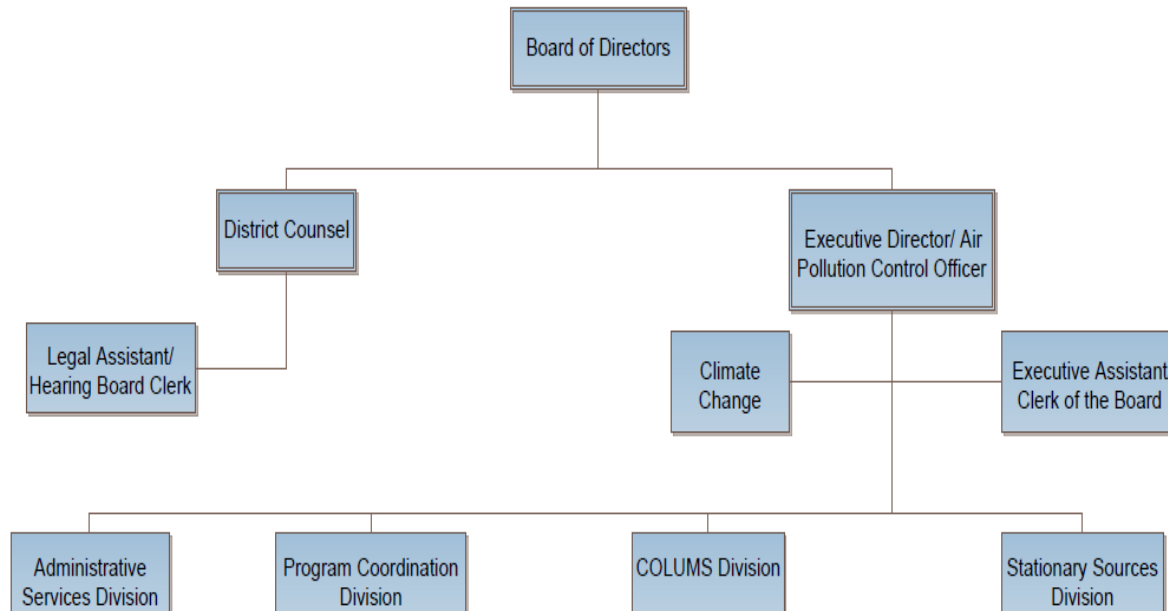 Board of Directors
District Counsel
Executive Director/ Air
Pollution Control Officer
Legal Assistant/
Hearing Board Clerk
Climate
Change
Executive Assistant
Clerk of the Board
Administrative
Services Division
Program Coordination
Division
COLUMS Division
Stationary Sources
Division